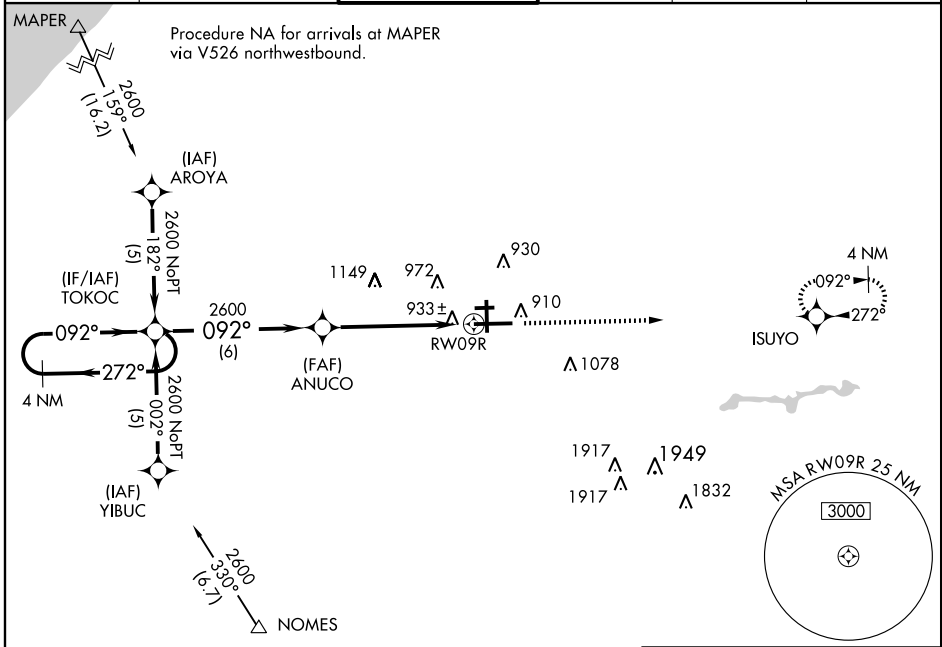 MAPER
Procedure NA for arrivals at MAPER
via V526 northwestbound.
2600
159°
(16.2)
(IAF)
AROYA
2600 NoPT
182°
(5)
(IF/IAF)
TOKOC
092°
272°
4 NM
2600
092°
(6)
(FAF)
ANUCO
1149
972
930
933±
910
RW09R
1078
4 NM
092°
272°
ISUYO
2600 NoPT
002°
(5)
(IAF)
YIBUC
2600
330°
(6.7)
NOMES
1917
1949
1917
1832
MSA RW09R 25 NM
3000